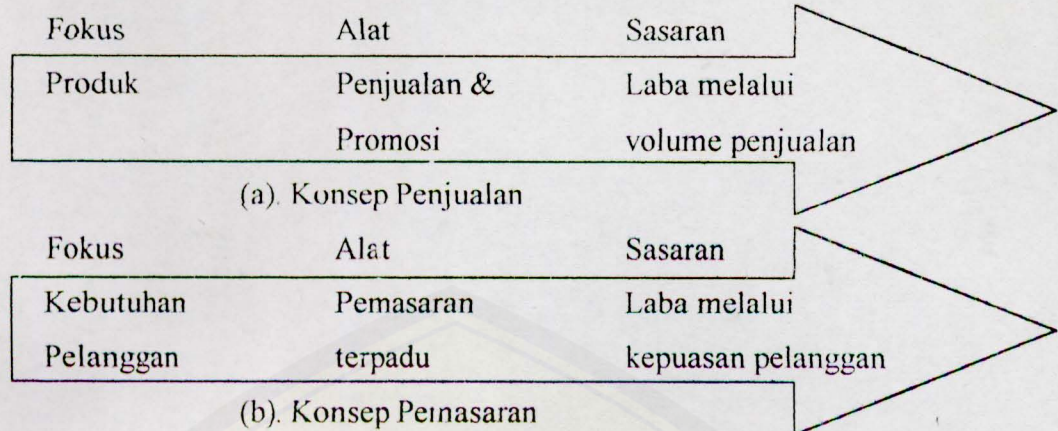 Fokus Alat Sasaran
Produk Penjualan & Laba melalui
Promosi volume penjualan
(a). Konsep Penjualan
Fokus Alat Sasaran
Kebutuhan Pemasaran Laba melalui
Pelanggan terpadu kepuasan pelanggan
(b). Konsep Pemasaran